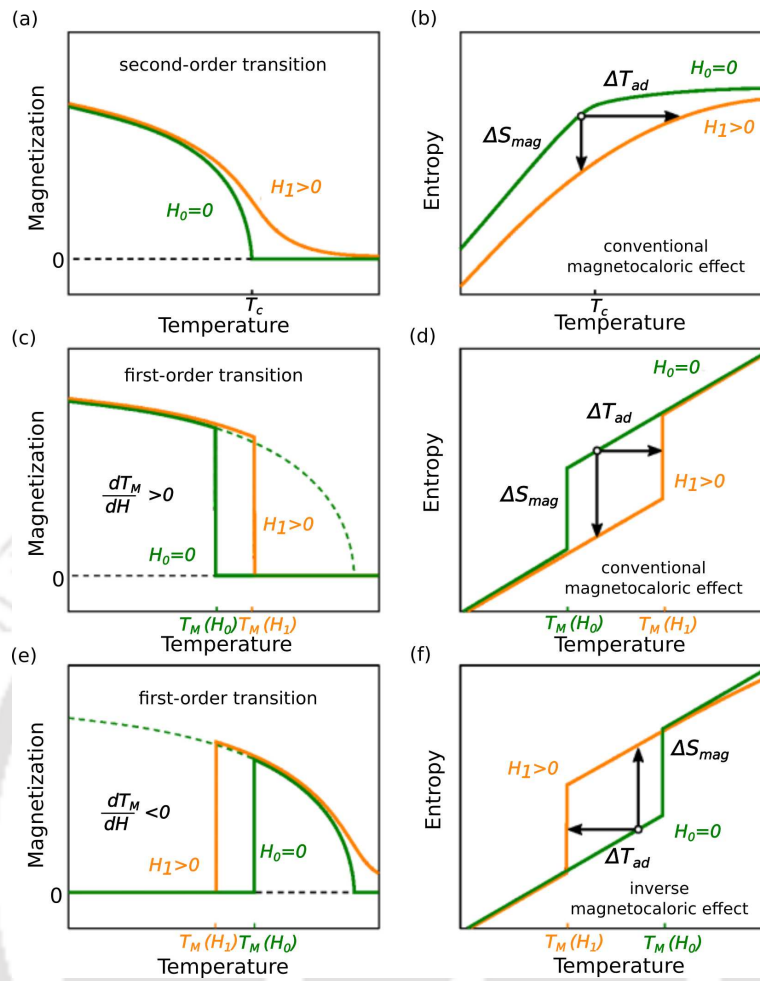 (a)
second-order transition
Magnetization
H₁>0
H₀=0
0
T_c
Temperature
(b)
H₀=0
ΔT_ad
ΔS_mag
H₁>0
Entropy
conventional
magnetocaloric effect
T_c
Temperature
(c)
first-order transition
Magnetization
dT_M
dH
>0
H₀=0
H₁>0
0
T_M (H₀) T_M (H₁)
Temperature
(d)
H₀=0
ΔT_ad
ΔS_mag
H₁>0
Entropy
conventional
magnetocaloric effect
T_M (H₀)
T_M (H₁)
Temperature
(e)
first-order transition
Magnetization
dT_M
dH
<0
H₁>0
H₀=0
0
T_M (H₁) T_M (H₀)
Temperature
(f)
ΔS_mag
H₁>0
Entropy
H₀=0
ΔT_ad
inverse
magnetocaloric effect
T_M (H₁)
T_M (H₀)
Temperature